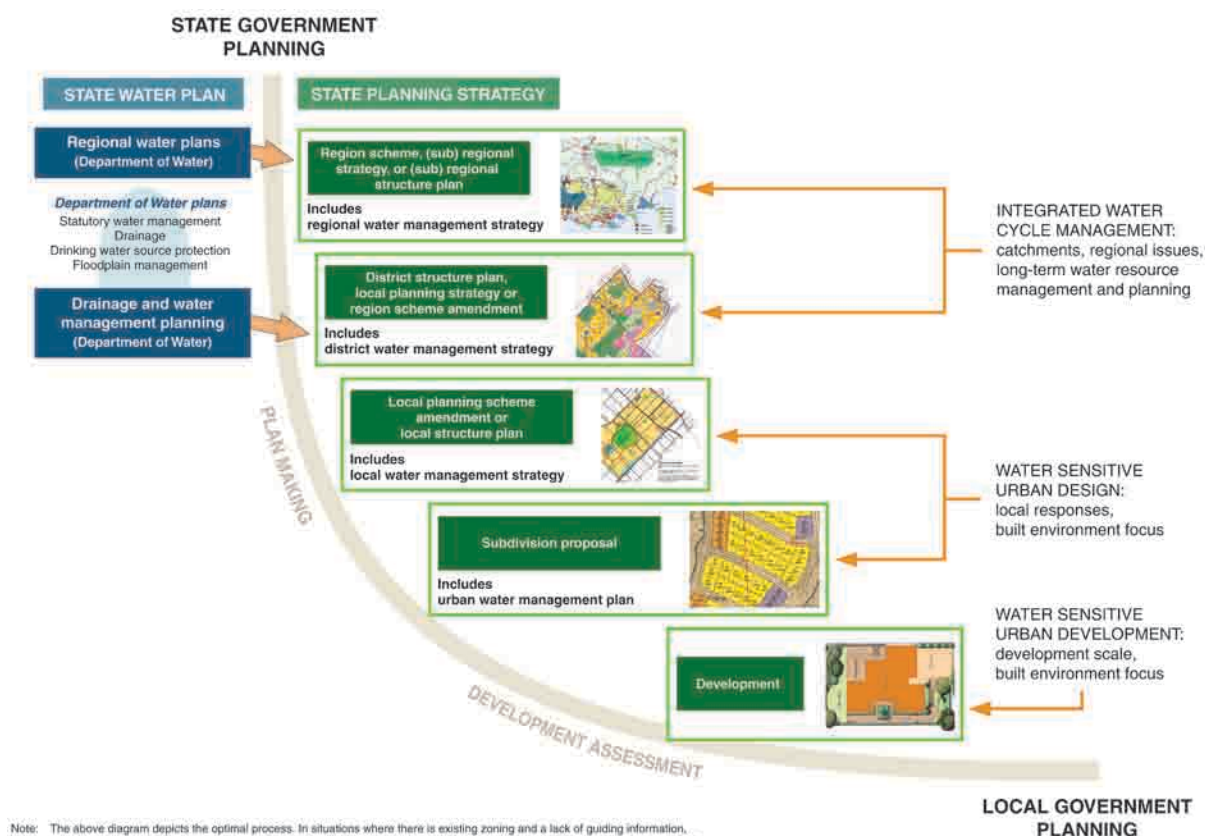 STATE GOVERNMENT
PLANNING
STATE WATER PLAN
STATE PLANNING STRATEGY
Regional water plans
(Department of Water)
Department of Water plans
Statutory water management
Drainage
Drinking water source protection
Floodplain management
Drainage and water
management planning
(Department of Water)
Region scheme, (sub) regional
strategy, or (sub) regional
structure plan
Includes
regional water management strategy
District structure plan,
local planning strategy or
region scheme amendment
Includes
district water management strategy
Local planning scheme
amendment or
local structure plan
Includes
local water management strategy
Subdivision proposal
Includes
urban water management plan
Development
INTEGRATED WATER
CYCLE MANAGEMENT:
catchments, regional issues,
long-term water resource
management and planning
WATER SENSITIVE
URBAN DESIGN:
local responses,
built environment focus
WATER SENSITIVE
URBAN DEVELOPMENT:
development scale,
built environment focus
PLAN MAKING
DEVELOPMENT ASSESSMENT
LOCAL GOVERNMENT
PLANNING
Note: The above diagram depicts the optimal process. In situations where there is existing zoning and a lack of guiding information,